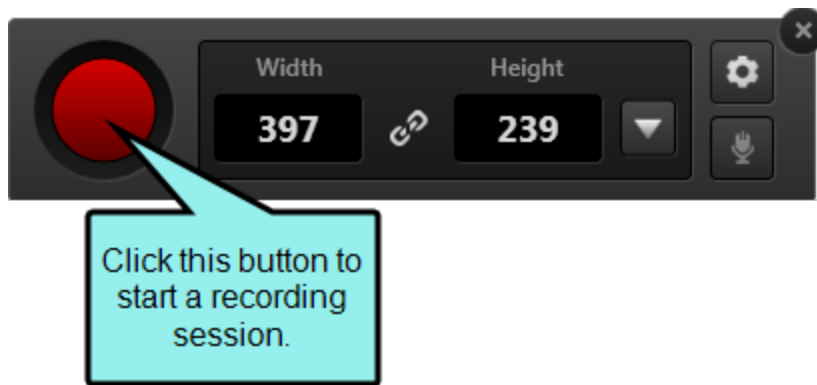 Width Height
397 239
Click this button to
start a recording
session.